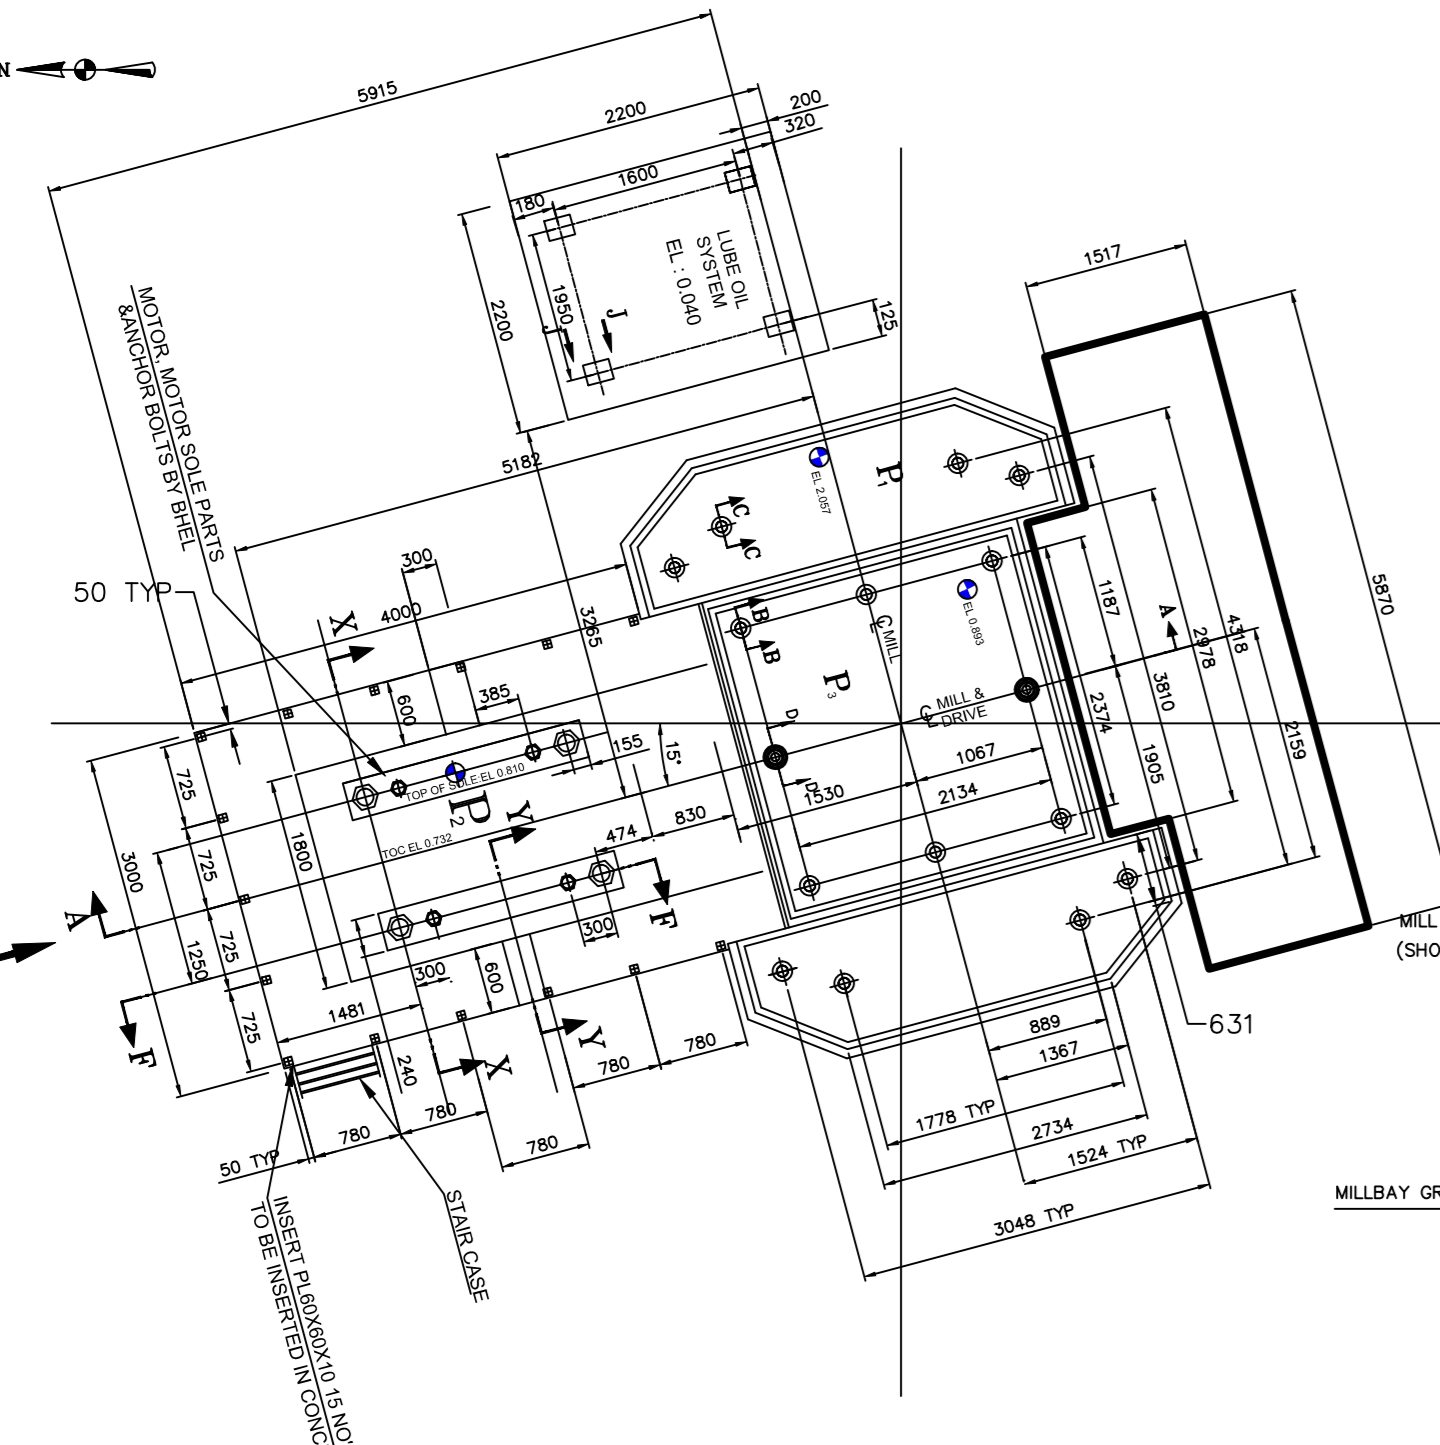 N
5915
2200
200
320
1600
180
1950
2200
J
J
LUBE OIL
SYSTEM
EL : 0.040
125
1517
5870
MOTOR, MOTOR SOLE PARTS
&ANCHOR BOLTS BY BHEL
50 TYP
5182
300
4000
3265
X
600
385
155
15°
C
C
P1
EL 2.057
B
B
℄ MILL
EL 0.893
P3
℄ MILL &
DRIVE
D
D
1067
1530
2134
1187
A
4318
2978
3810
2374
2159
1905
725
725
725
725
3000
1250
1800
TOP OF SOLE:EL 0.810
P2
Y
TOC EL 0.732
474
830
A
F
F
300
300
600
1481
240
Y
X
780
780
780
780
780
50 TYP
STAIR CASE
INSERT PL60X60X10 15 NO'
TO BE INSERTED IN CONC
889
1367
1778 TYP
2734
1524 TYP
3048 TYP
631
MILL
(SHO
MILLBAY GR